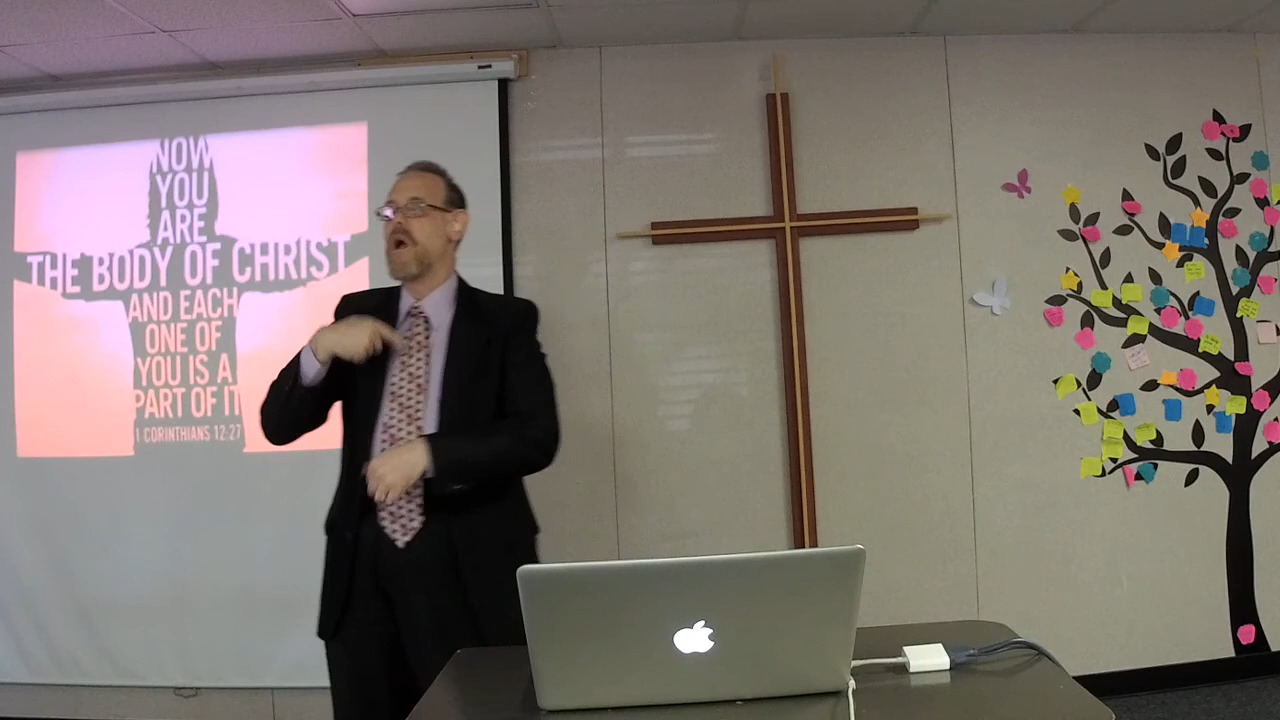 NOW
YOU
ARE
THE BODY OF CHRIST
AND EACH
ONE OF
YOU IS A
PART OF IT
1 CORINTHIANS 12:27